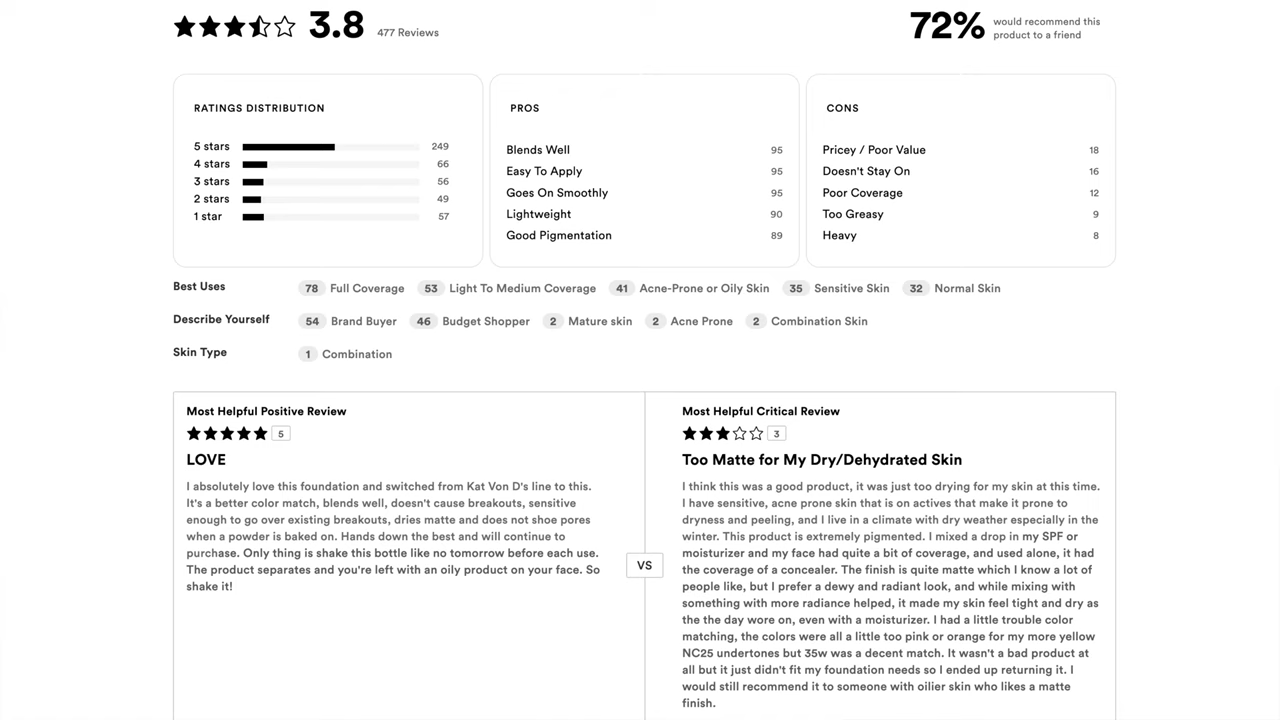 3.8 477 Reviews
72% would recommend this
product to a friend
RATINGS DISTRIBUTION
5 stars 249
4 stars 66
3 stars 56
2 stars 49
1 star 57
PROS
Blends Well 95
Easy To Apply 95
Goes On Smoothly 95
Lightweight 90
Good Pigmentation 89
CONS
Pricey / Poor Value 18
Doesn't Stay On 16
Poor Coverage 12
Too Greasy 9
Heavy 8
Best Uses 78 Full Coverage 53 Light To Medium Coverage 41 Acne-Prone or Oily Skin 35 Sensitive Skin 32 Normal Skin
Describe Yourself 54 Brand Buyer 46 Budget Shopper 2 Mature skin 2 Acne Prone 2 Combination Skin
Skin Type 1 Combination
Most Helpful Positive Review
5
LOVE
I absolutely love this foundation and switched from Kat Von D's line to this.
It's a better color match, blends well, doesn't cause breakouts, sensitive
enough to go over existing breakouts, dries matte and does not shoe pores
when a powder is baked on. Hands down the best and will continue to
purchase. Only thing is shake this bottle like no tomorrow before each use.
The product separates and you're left with an oily product on your face. So
shake it!
VS
Most Helpful Critical Review
3
Too Matte for My Dry/Dehydrated Skin
I think this was a good product, it was just too drying for my skin at this time.
I have sensitive, acne prone skin that is on actives that make it prone to
dryness and peeling, and I live in a climate with dry weather especially in the
winter. This product is extremely pigmented. I mixed a drop in my SPF or
moisturizer and my face had quite a bit of coverage, and used alone, it had
the coverage of a concealer. The finish is quite matte which I know a lot of
people like, but I prefer a dewy and radiant look, and while mixing with
something with more radiance helped, it made my skin feel tight and dry as
the the day wore on, even with a moisturizer. I had a little trouble color
matching, the colors were all a little too pink or orange for my more yellow
NC25 undertones but 35w was a decent match. It wasn't a bad product at
all but it just didn't fit my foundation needs so I ended up returning it. I
would still recommend it to someone with oilier skin who likes a matte
finish.